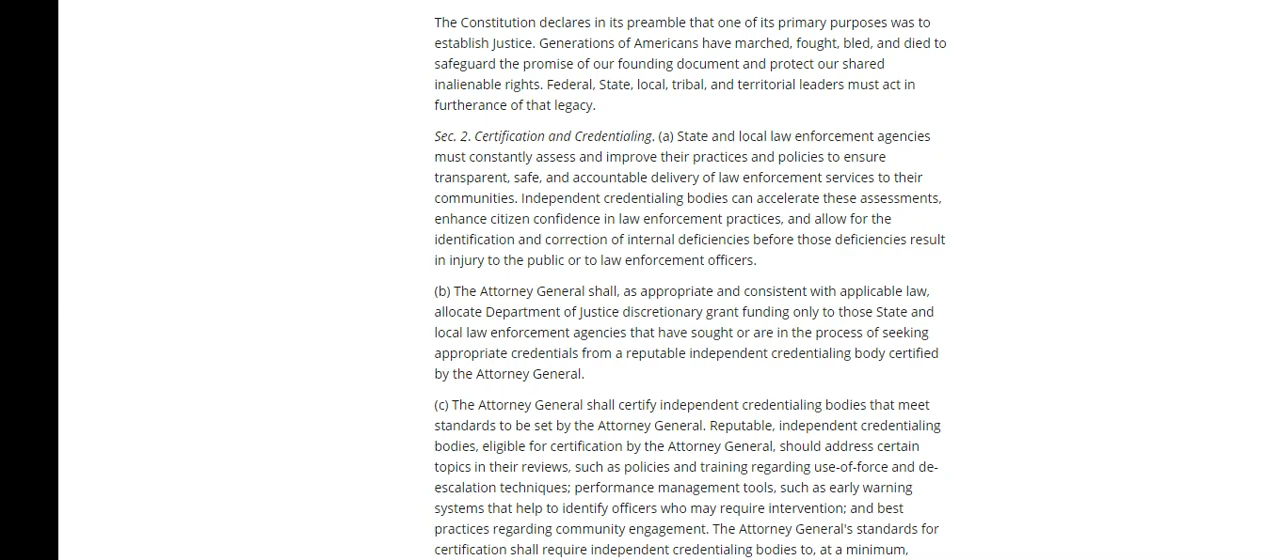 The Constitution declares in its preamble that one of its primary purposes was to
establish Justice. Generations of Americans have marched, fought, bled, and died to
safeguard the promise of our founding document and protect our shared
inalienable rights. Federal, State, local, tribal, and territorial leaders must act in
furtherance of that legacy.
Sec. 2. Certification and Credentialing. (a) State and local law enforcement agencies
must constantly assess and improve their practices and policies to ensure
transparent, safe, and accountable delivery of law enforcement services to their
communities. Independent credentialing bodies can accelerate these assessments,
enhance citizen confidence in law enforcement practices, and allow for the
identification and correction of internal deficiencies before those deficiencies result
in injury to the public or to law enforcement officers.
(b) The Attorney General shall, as appropriate and consistent with applicable law,
allocate Department of Justice discretionary grant funding only to those State and
local law enforcement agencies that have sought or are in the process of seeking
appropriate credentials from a reputable independent credentialing body certified
by the Attorney General.
(c) The Attorney General shall certify independent credentialing bodies that meet
standards to be set by the Attorney General. Reputable, independent credentialing
bodies, eligible for certification by the Attorney General, should address certain
topics in their reviews, such as policies and training regarding use-of-force and de-
escalation techniques; performance management tools, such as early warning
systems that help to identify officers who may require intervention; and best
practices regarding community engagement. The Attorney General's standards for
certification shall require independent credentialing bodies to, at a minimum,